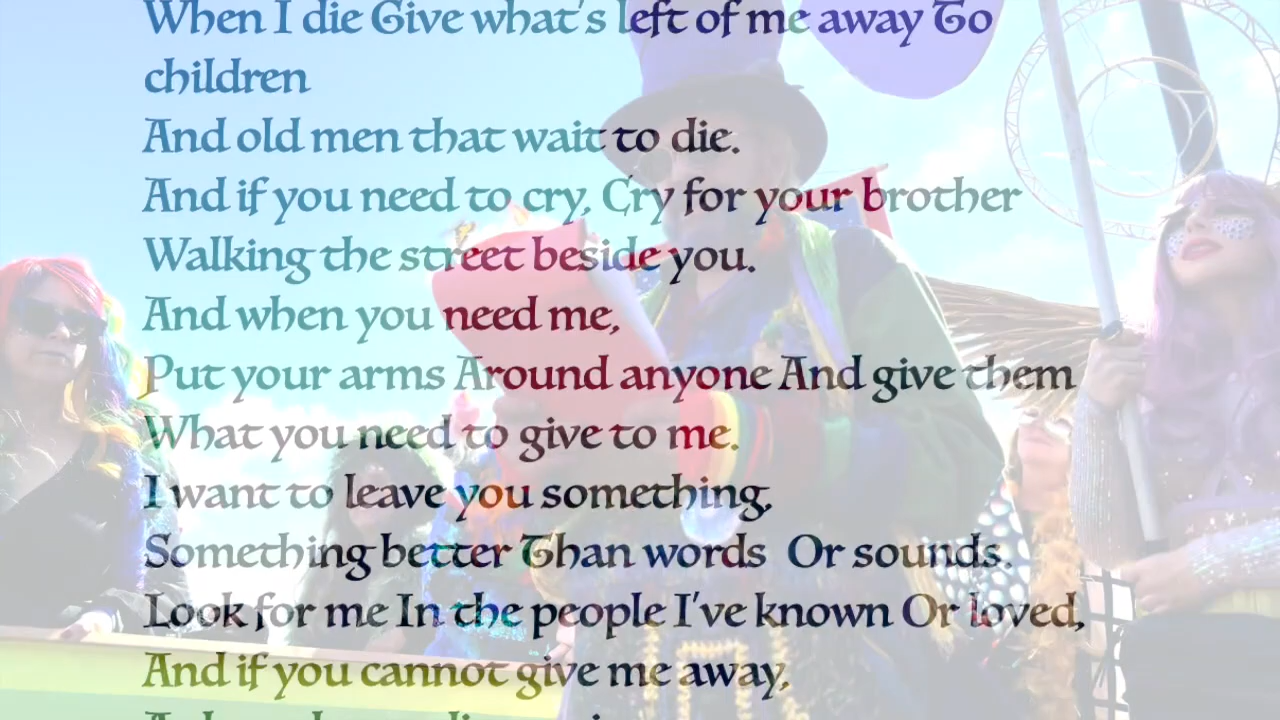 When I die Give what's left of me away To
children
And old men that wait to die.
And if you need to cry, Cry for your brother
Walking the street beside you.
And when you need me,
Put your arms Around anyone And give them
What you need to give to me.
I want to leave you something,
Something better Than words Or sounds.
Look for me In the people I've known Or loved,
And if you cannot give me away,